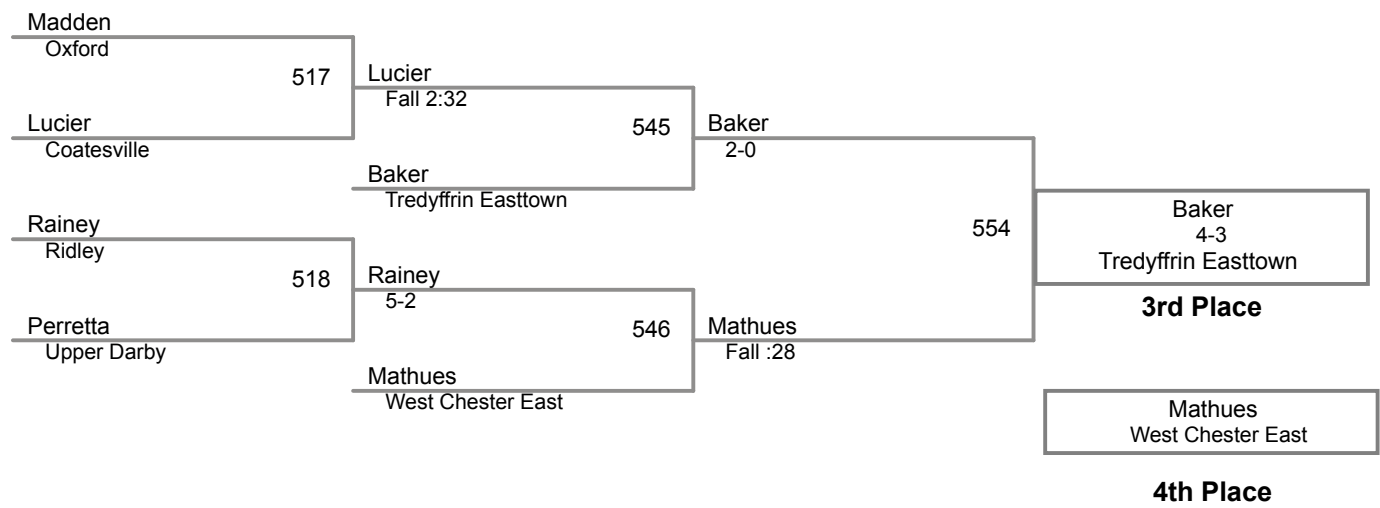 Madden
Oxford
517
Lucier
Fall 2:32
Lucier
Coatesville
545
Baker
2-0
Baker
Tredyffrin Easttown
Rainey
Ridley
518
Rainey
5-2
Perretta
Upper Darby
546
Mathues
Fall :28
Mathues
West Chester East
554
Baker
4-3
Tredyffrin Easttown
3rd Place
Mathues
West Chester East
4th Place